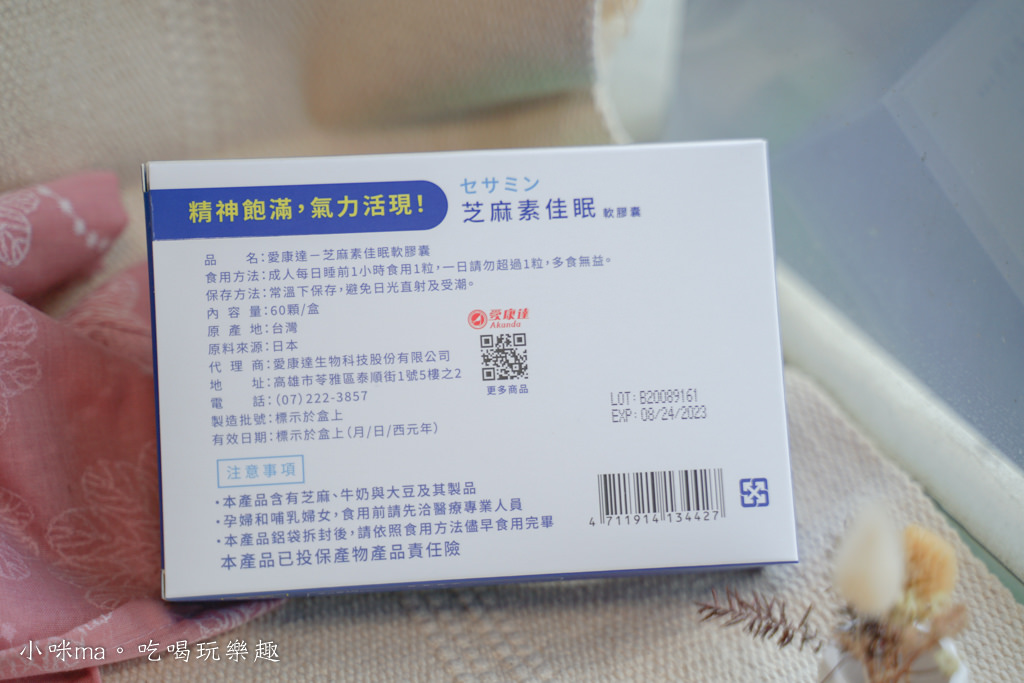 精神飽滿，氣力活現！
セサミン
芝麻素佳眠 軟膠囊
品　　名：愛康達－芝麻素佳眠軟膠囊
食用方法：成人每日睡前1小時食用1粒，一日請勿超過1粒，多食無益。
保存方法：常溫下保存，避免日光直射及受潮。
內 容 量：60顆/盒
原 產 地：台灣
原料來源：日本
代 理 商：愛康達生物科技股份有限公司
地　　址：高雄市苓雅區泰順街1號5樓之2
電　　話：（07）222-3857
製造批號：標示於盒上
有效日期：標示於盒上（月/日/西元年）
愛康達
Akanda
更多商品
LOT: B20089161
EXP: 08/24/2023
注意事項
・本產品含有芝麻、牛奶與大豆及其製品
・孕婦和哺乳婦女，食用前請先洽醫療專業人員
・本產品鋁袋拆封後，請依照食用方法儘早食用完畢
本產品已投保產物產品責任險
4 711914 134427
小咪ma。吃喝玩樂趣